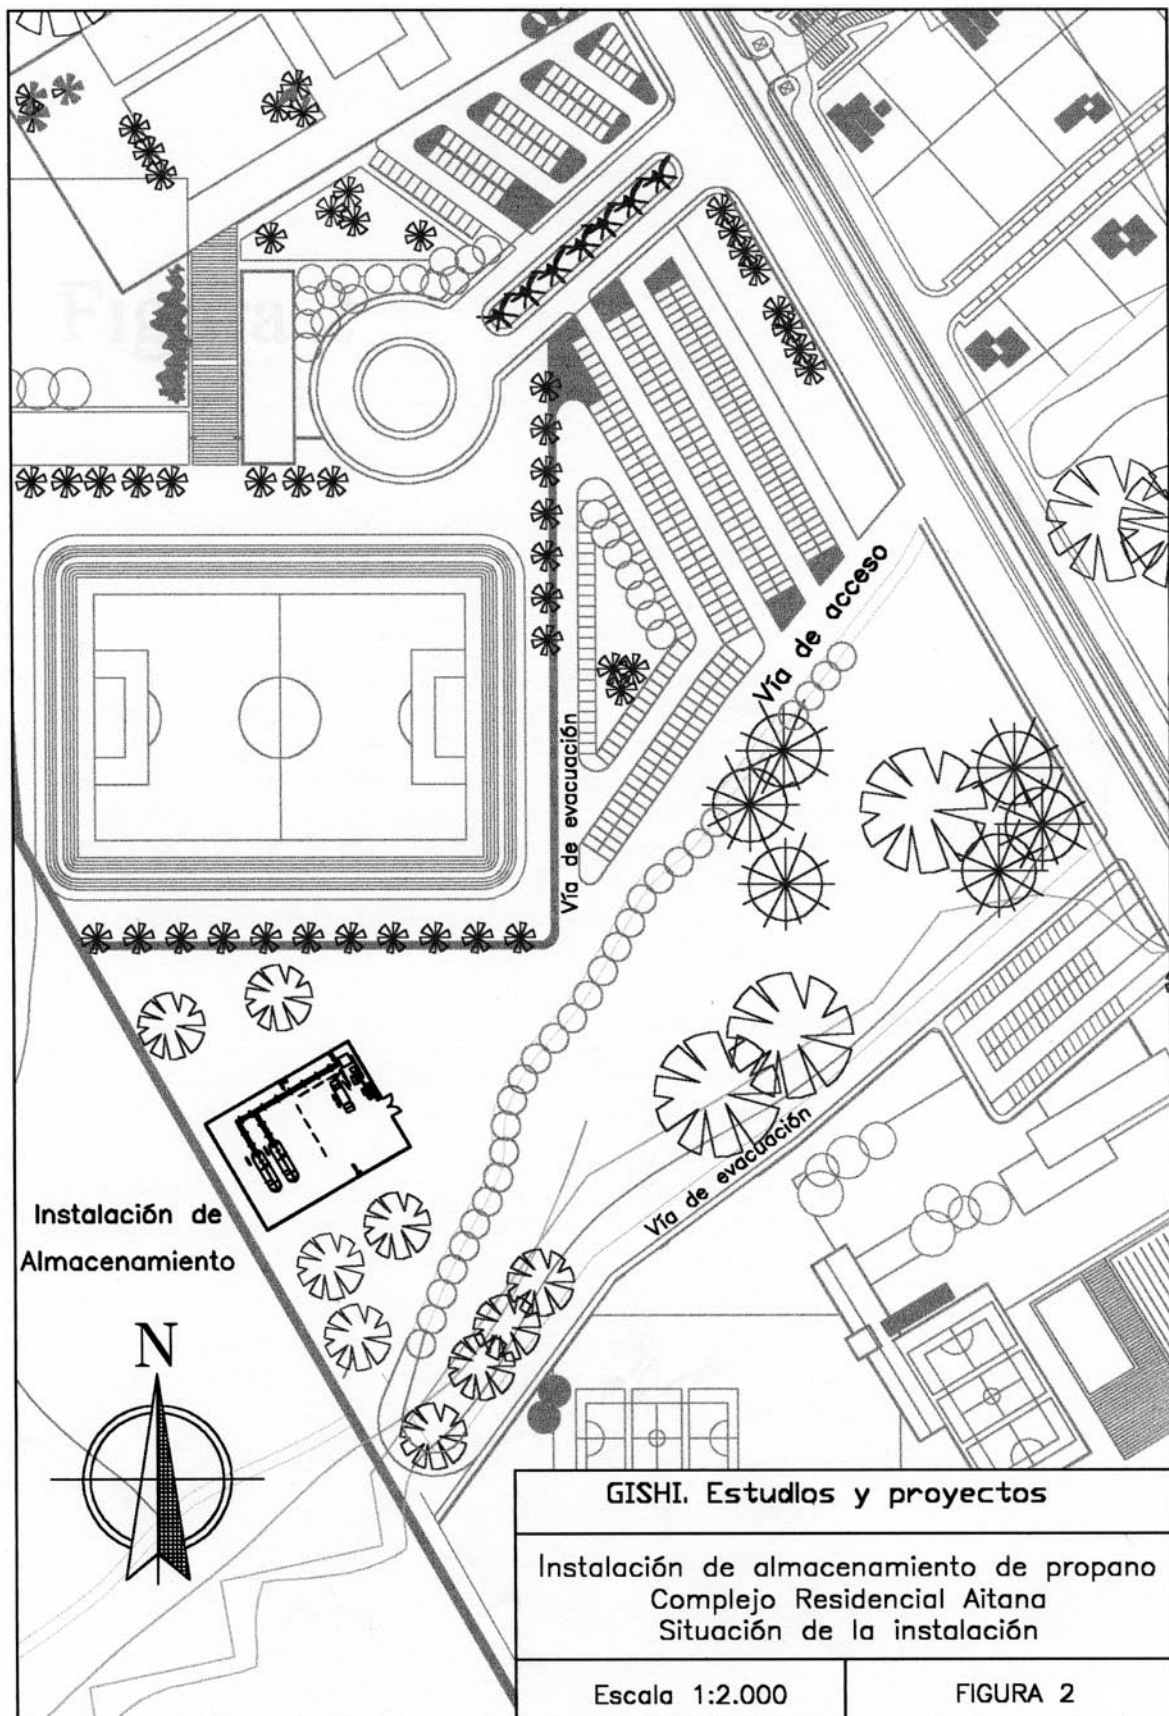 Vía de acceso
Vía de evacuación
Vía de evacuación
Instalación de
Almacenamiento
N
GISHI. Estudios y proyectos
Instalación de almacenamiento de propano
Complejo Residencial Aitana
Situación de la instalación
Escala 1:2.000
FIGURA 2